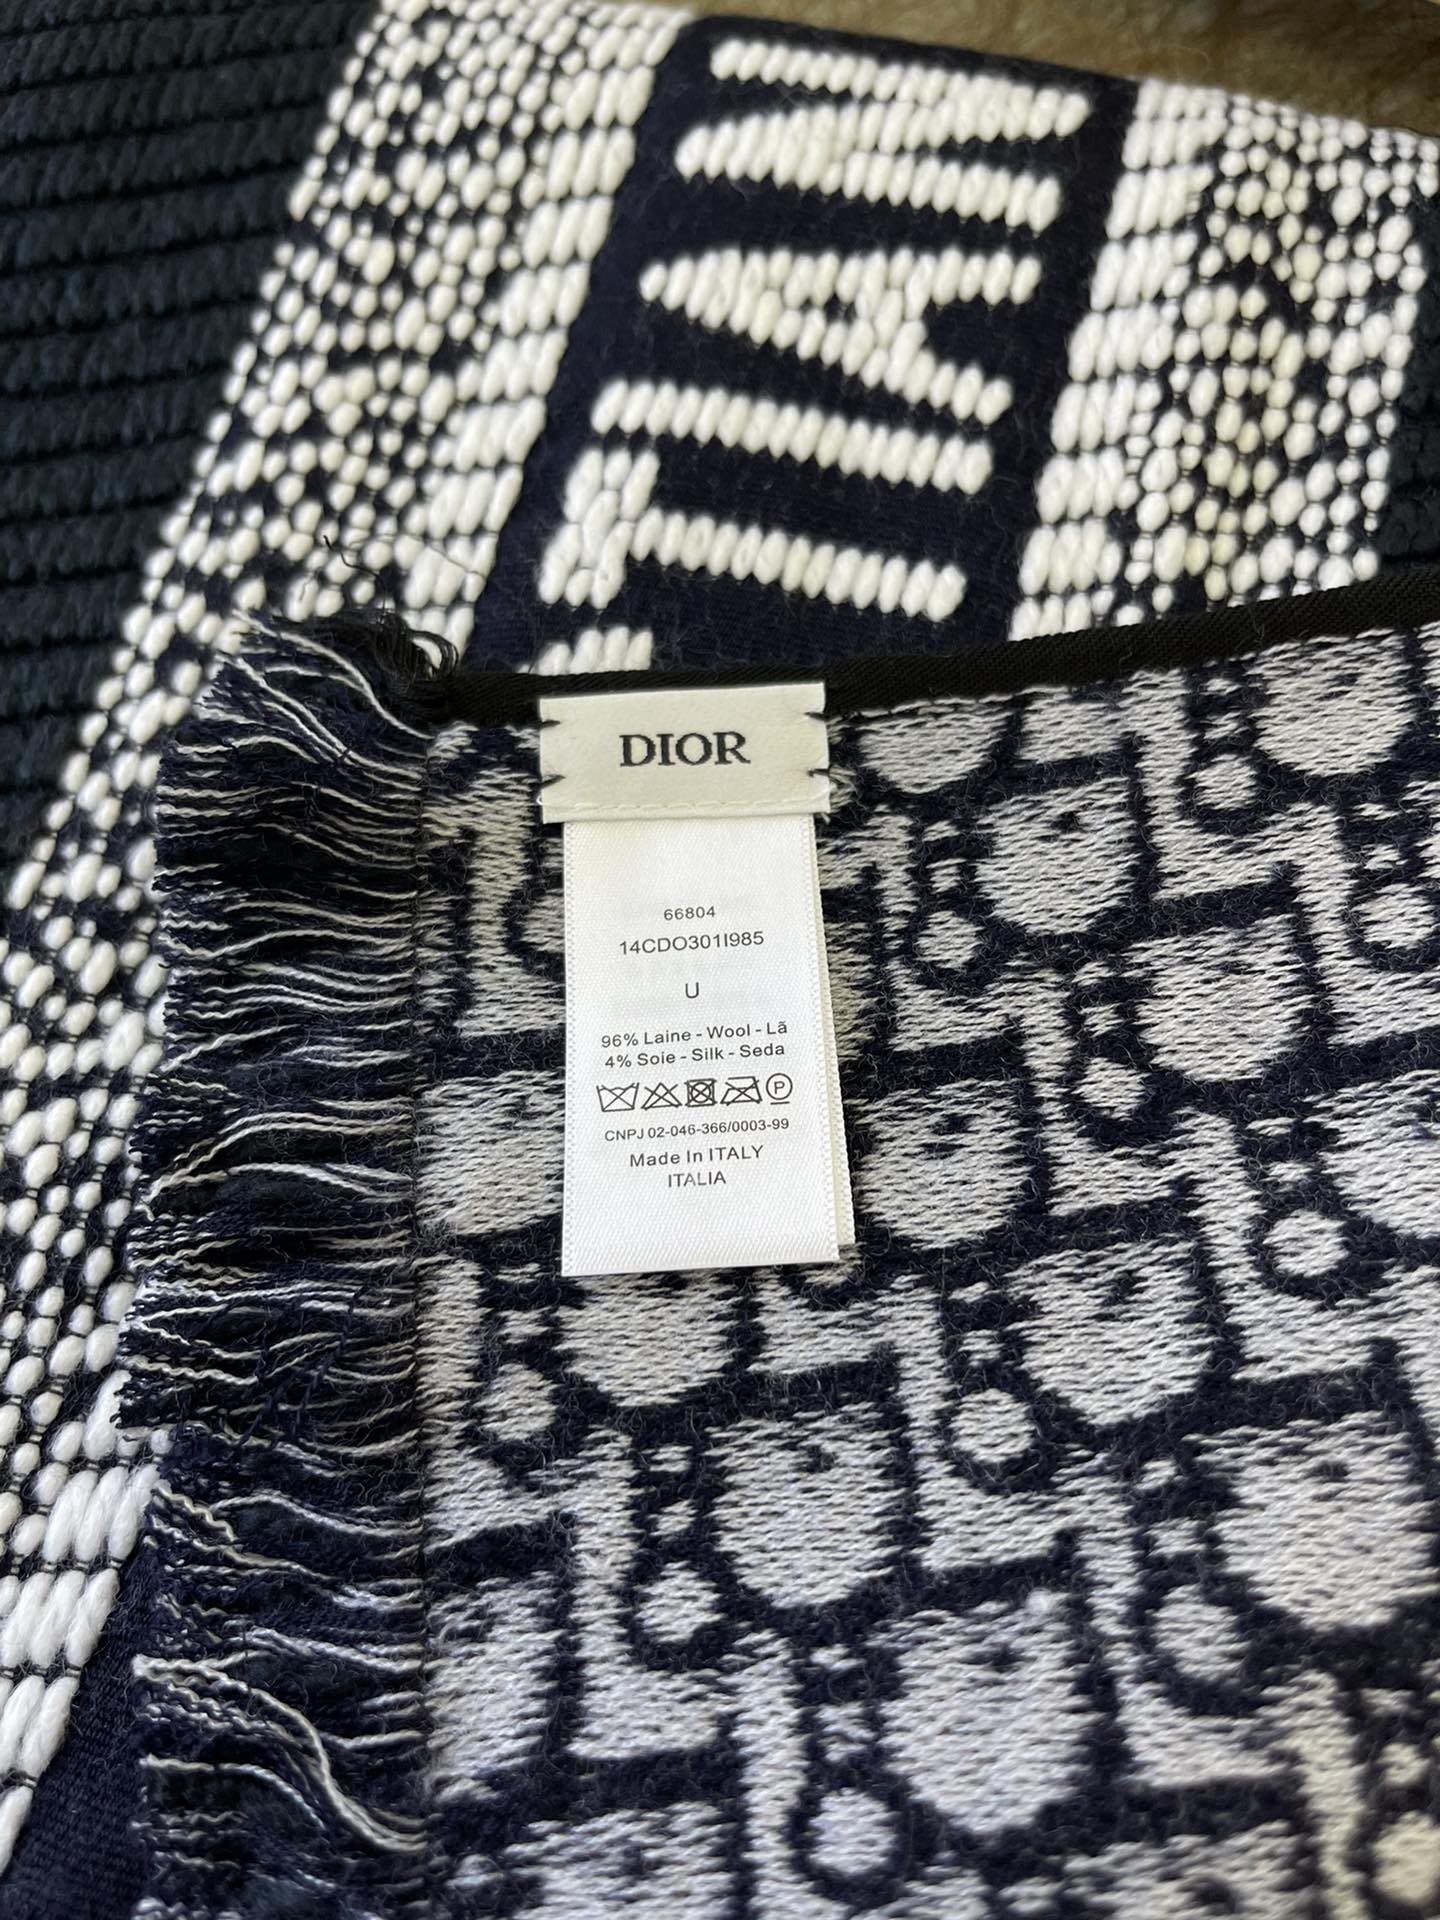 DIOR
66804
14CDO301I985
U
96% Laine - Wool - Lã
4% Soie - Silk - Seda
P
CNPJ 02-046-366/0003-99
Made In ITALY
ITALIA